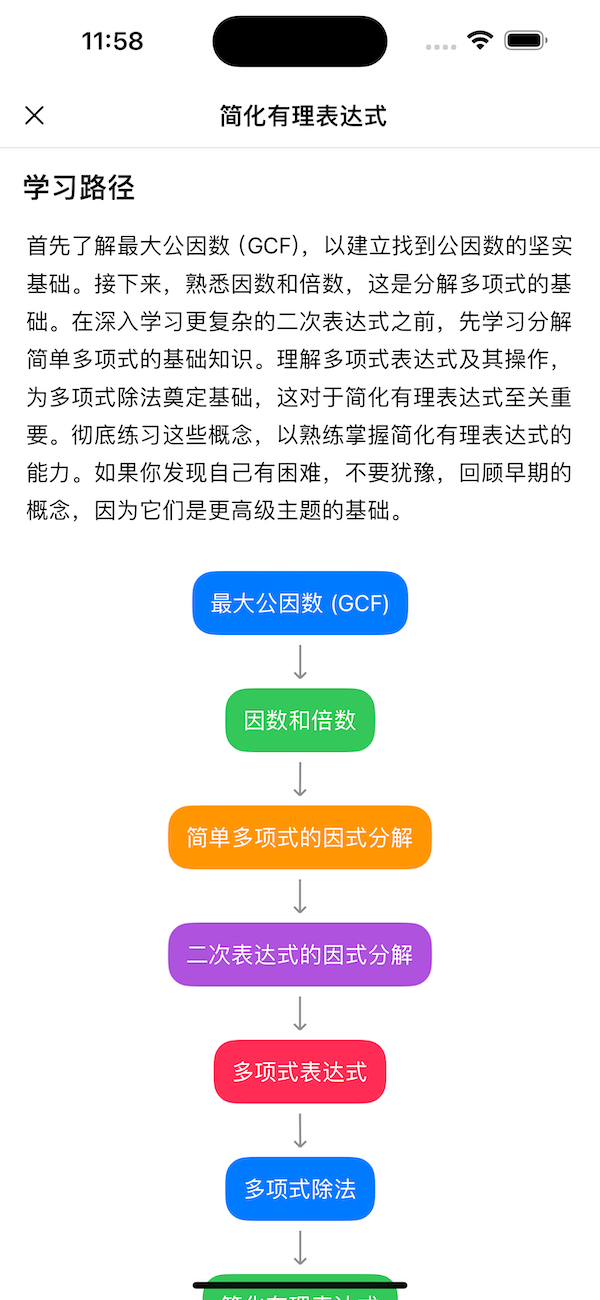 11:58
简化有理表达式
学习路径
首先了解最大公因数 (GCF)，以建立找到公因数的坚实
基础。接下来，熟悉因数和倍数，这是分解多项式的基
础。在深入学习更复杂的二次表达式之前，先学习分解
简单多项式的基础知识。理解多项式表达式及其操作，
为多项式除法奠定基础，这对于简化有理表达式至关重
要。彻底练习这些概念，以熟练掌握简化有理表达式的
能力。如果你发现自己有困难，不要犹豫，回顾早期的
概念，因为它们是更高级主题的基础。
最大公因数 (GCF)
因数和倍数
简单多项式的因式分解
二次表达式的因式分解
多项式表达式
多项式除法
简化有理表达式